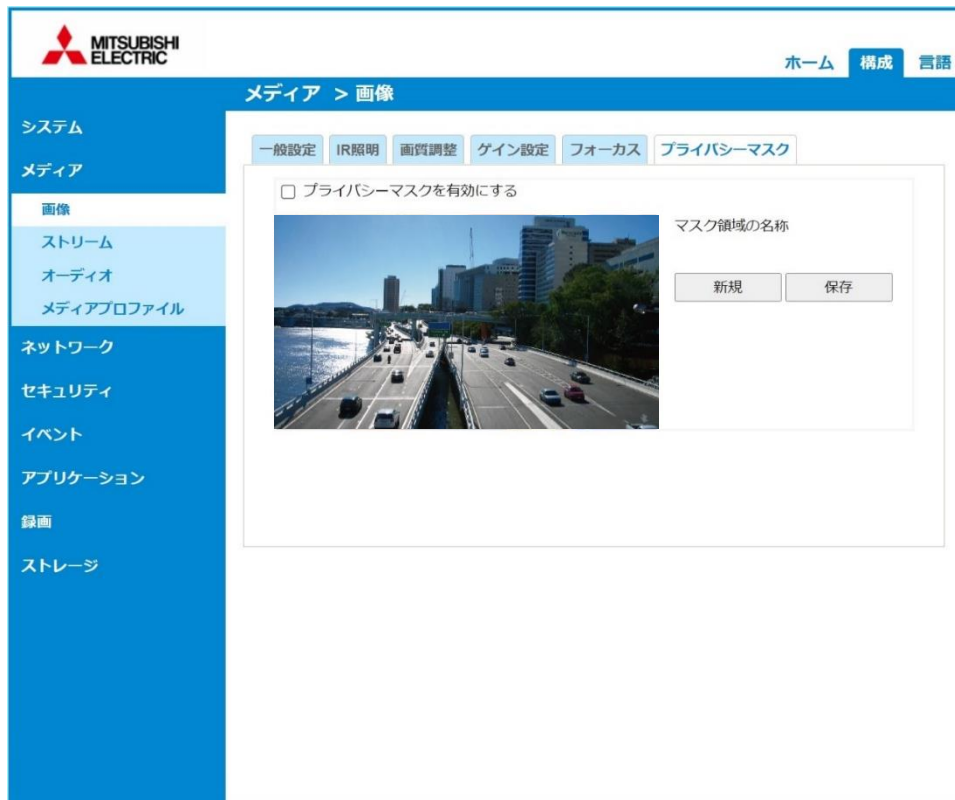 MITSUBISHI
ELECTRIC
ホーム 構成 言語
メディア > 画像
システム
メディア
画像
ストリーム
オーディオ
メディアプロファイル
ネットワーク
セキュリティ
イベント
アプリケーション
録画
ストレージ
一般設定 IR照明 画質調整 ゲイン設定 フォーカス プライバシーマスク
プライバシーマスクを有効にする
マスク領域の名称
新規 保存